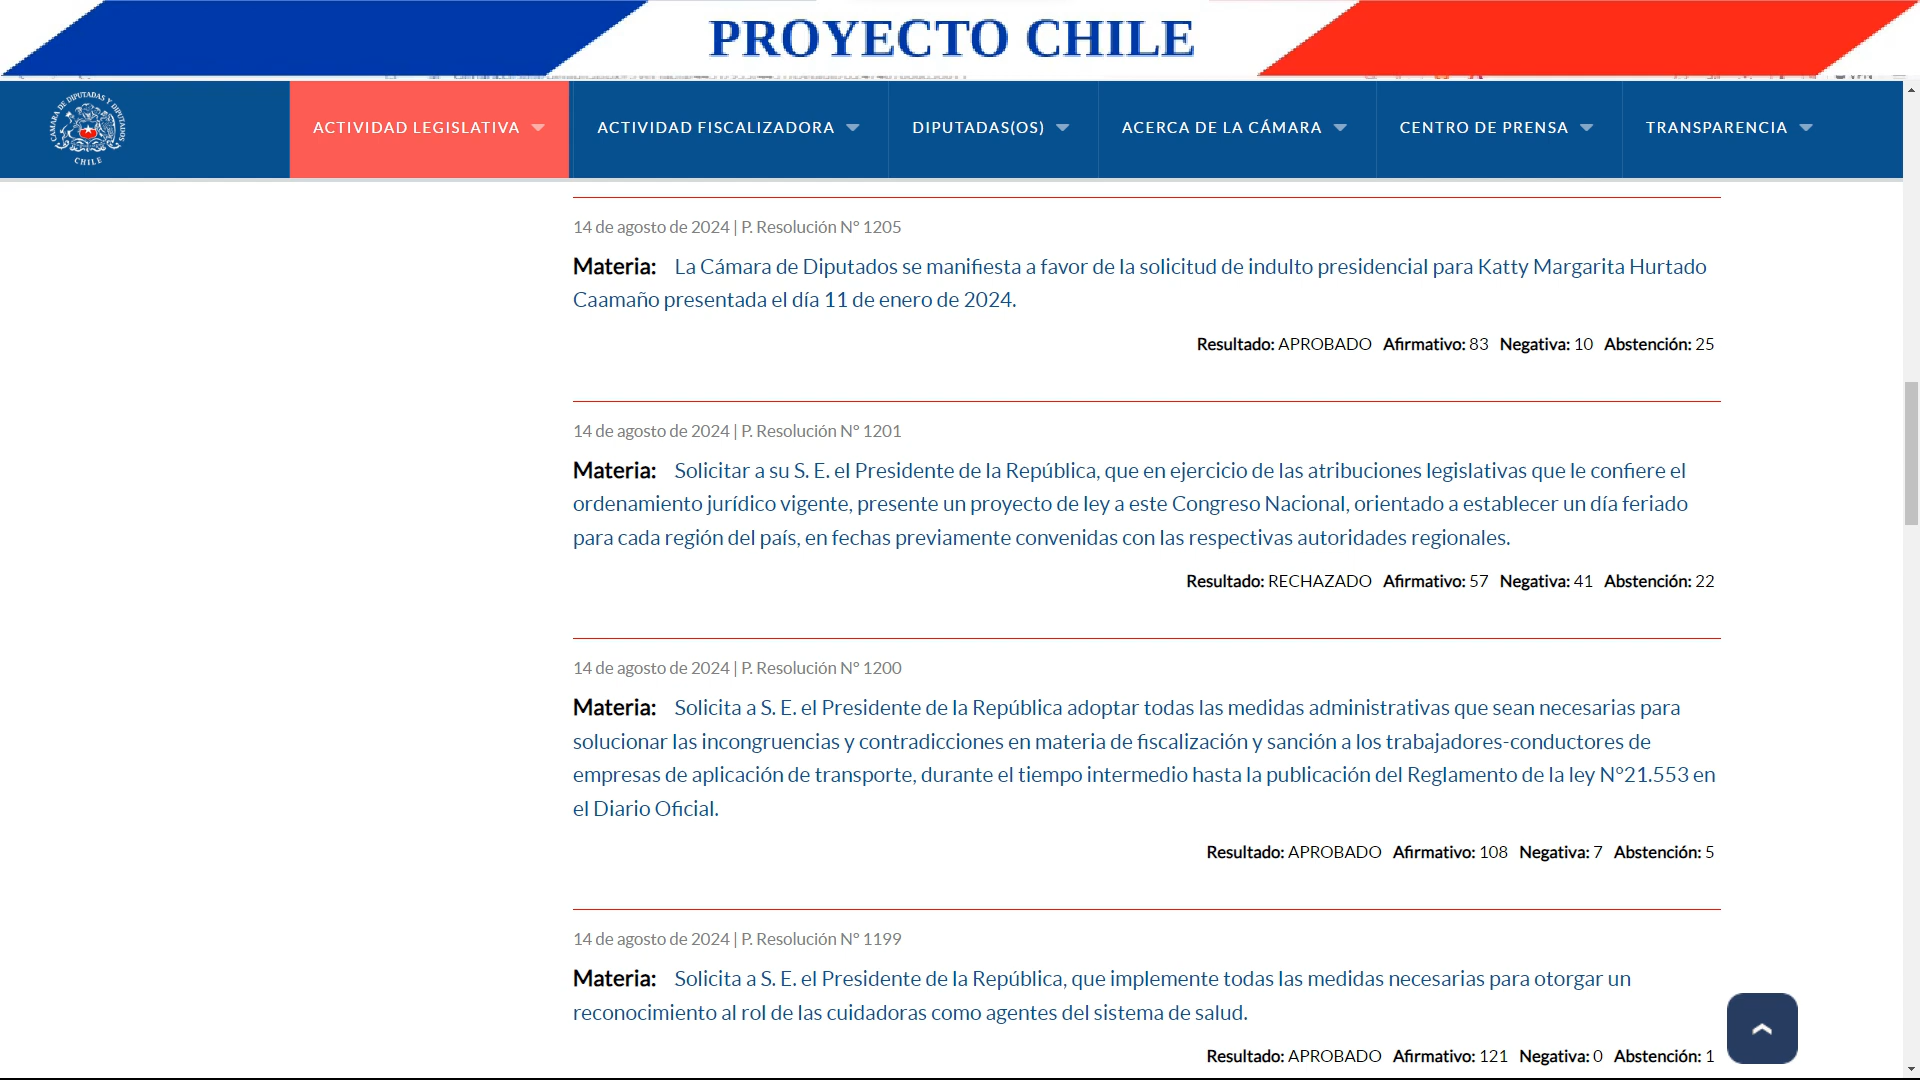 PROYECTO CHILE
CÁMARA DE DIPUTADAS Y DIPUTADOS
CHILE
ACTIVIDAD LEGISLATIVA
ACTIVIDAD FISCALIZADORA
DIPUTADAS(OS)
ACERCA DE LA CÁMARA
CENTRO DE PRENSA
TRANSPARENCIA
14 de agosto de 2024 | P. Resolución N° 1205
Materia: La Cámara de Diputados se manifiesta a favor de la solicitud de indulto presidencial para Katty Margarita Hurtado
Caamaño presentada el día 11 de enero de 2024.
Resultado: APROBADO Afirmativo: 83 Negativa: 10 Abstención: 25
14 de agosto de 2024 | P. Resolución N° 1201
Materia: Solicitar a su S. E. el Presidente de la República, que en ejercicio de las atribuciones legislativas que le confiere el
ordenamiento jurídico vigente, presente un proyecto de ley a este Congreso Nacional, orientado a establecer un día feriado
para cada región del país, en fechas previamente convenidas con las respectivas autoridades regionales.
Resultado: RECHAZADO Afirmativo: 57 Negativa: 41 Abstención: 22
14 de agosto de 2024 | P. Resolución N° 1200
Materia: Solicita a S. E. el Presidente de la República adoptar todas las medidas administrativas que sean necesarias para
solucionar las incongruencias y contradicciones en materia de fiscalización y sanción a los trabajadores-conductores de
empresas de aplicación de transporte, durante el tiempo intermedio hasta la publicación del Reglamento de la ley N°21.553 en
el Diario Oficial.
Resultado: APROBADO Afirmativo: 108 Negativa: 7 Abstención: 5
14 de agosto de 2024 | P. Resolución N° 1199
Materia: Solicita a S. E. el Presidente de la República, que implemente todas las medidas necesarias para otorgar un
reconocimiento al rol de las cuidadoras como agentes del sistema de salud.
Resultado: APROBADO Afirmativo: 121 Negativa: 0 Abstención: 1